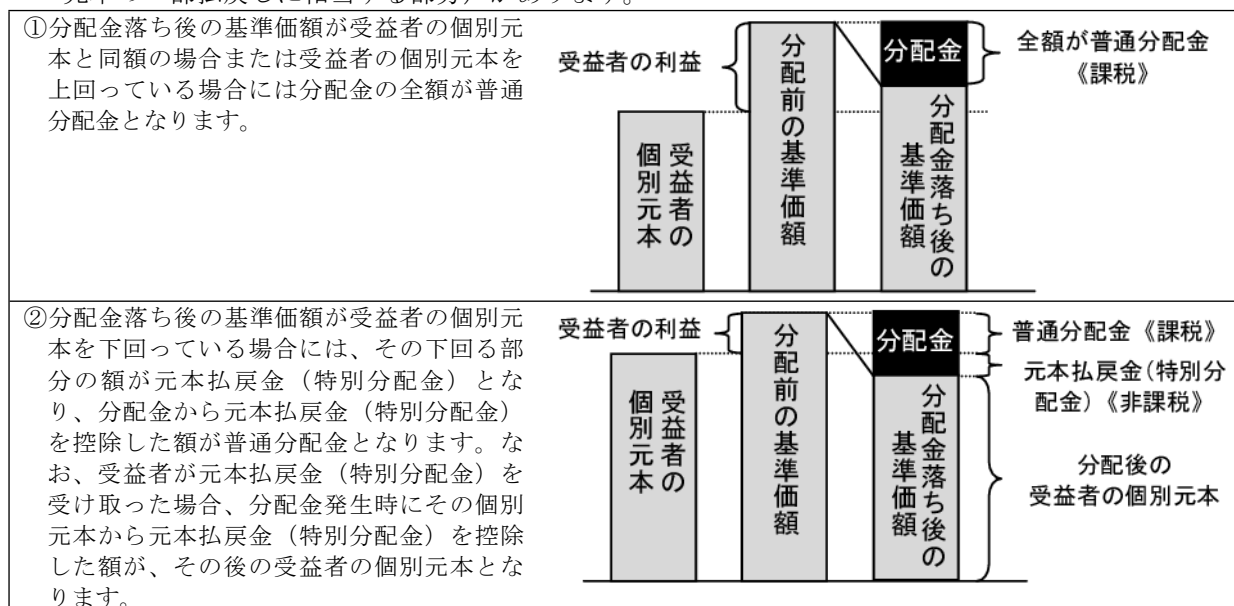 ①分配金落ち後の基準価額が受益者の個別元
本と同額の場合または受益者の個別元本を
上回っている場合には分配金の全額が普通
分配金となります。
受益者の利益
受益者の
個別元本
分配前の基準価額
分配金
分配金落ち後の
基準価額
全額が普通分配金
《課税》
②分配金落ち後の基準価額が受益者の個別元
本を下回っている場合には、その下回る部
分の額が元本払戻金（特別分配金）とな
り、分配金から元本払戻金（特別分配金）
を控除した額が普通分配金となります。な
お、受益者が元本払戻金（特別分配金）を
受け取った場合、分配金発生時にその個別
元本から元本払戻金（特別分配金）を控除
した額が、その後の受益者の個別元本とな
ります。
受益者の利益
受益者の
個別元本
分配前の基準価額
分配金
分配金落ち後の
基準価額
普通分配金《課税》
元本払戻金(特別分
配金)《非課税》
分配後の
受益者の個別元本